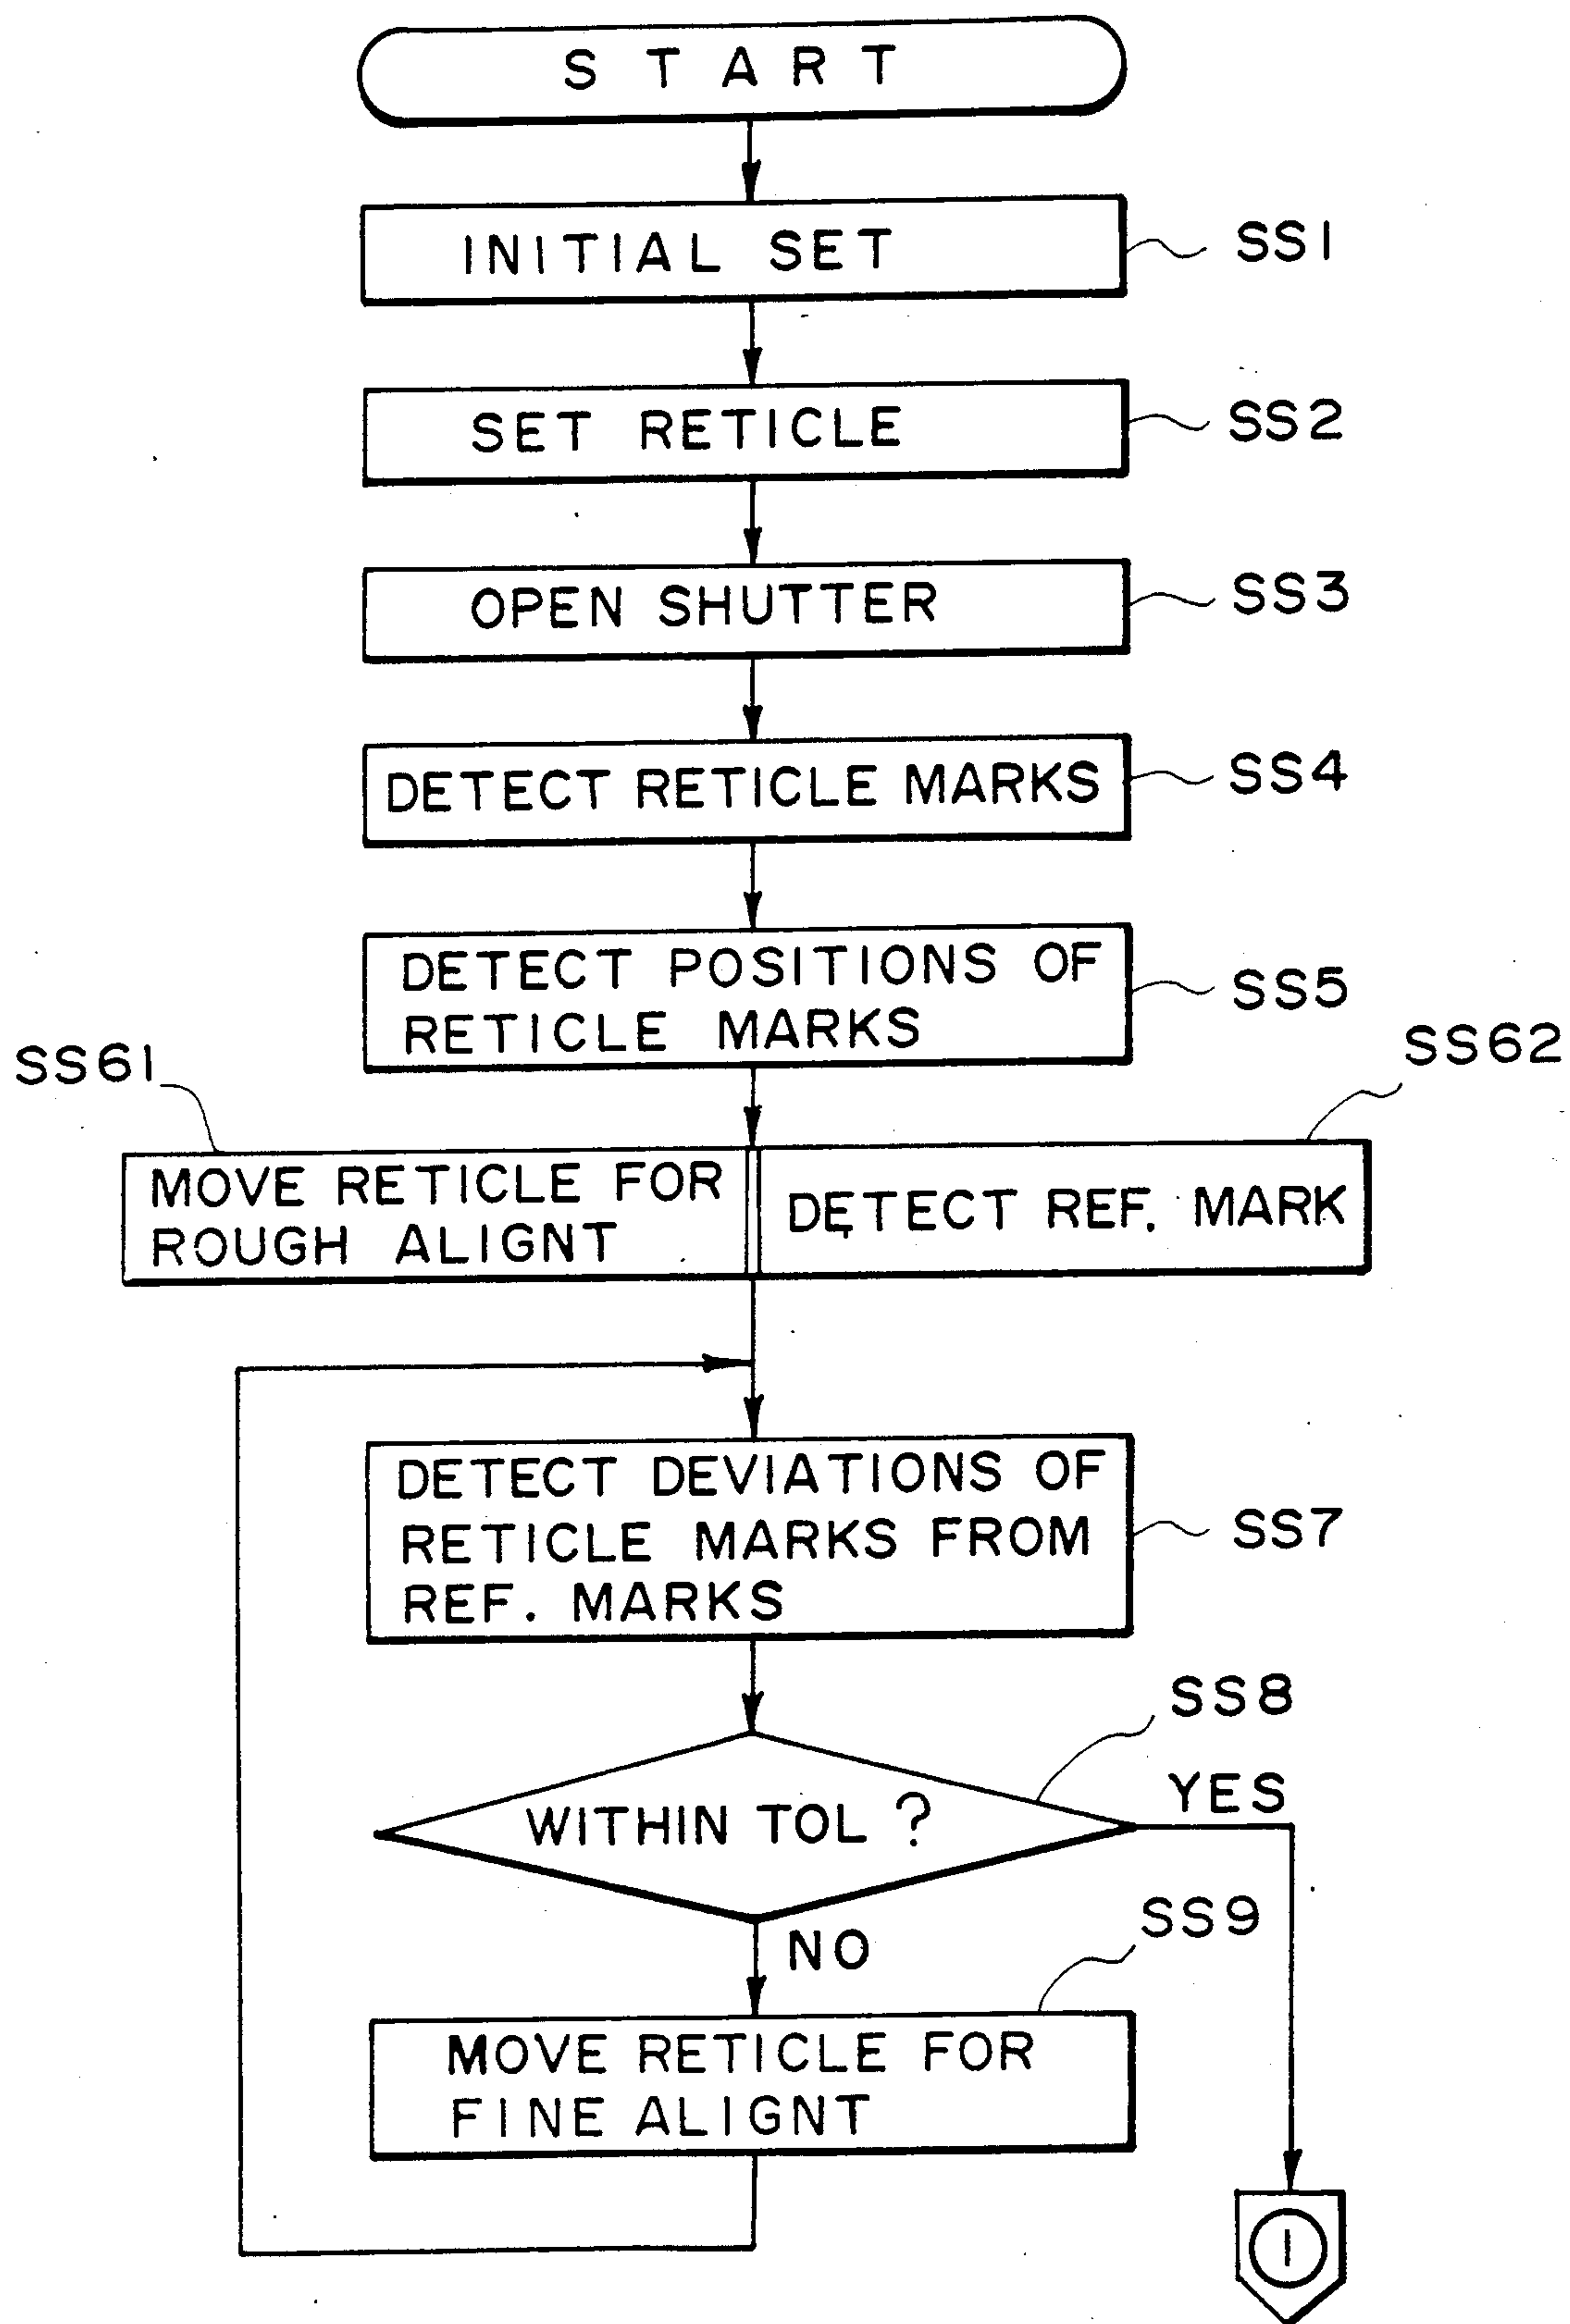 START
INITIAL SET
SS1
SET RETICLE
SS2
OPEN SHUTTER
SS3
DETECT RETICLE MARKS
SS4
DETECT POSITIONS OF
RETICLE MARKS
SS5
SS61
SS62
MOVE RETICLE FOR
ROUGH ALIGNT
DETECT REF. MARK
DETECT DEVIATIONS OF
RETICLE MARKS FROM
REF. MARKS
SS7
SS8
WITHIN TOL ?
YES
NO
SS9
MOVE RETICLE FOR
FINE ALIGNT
1